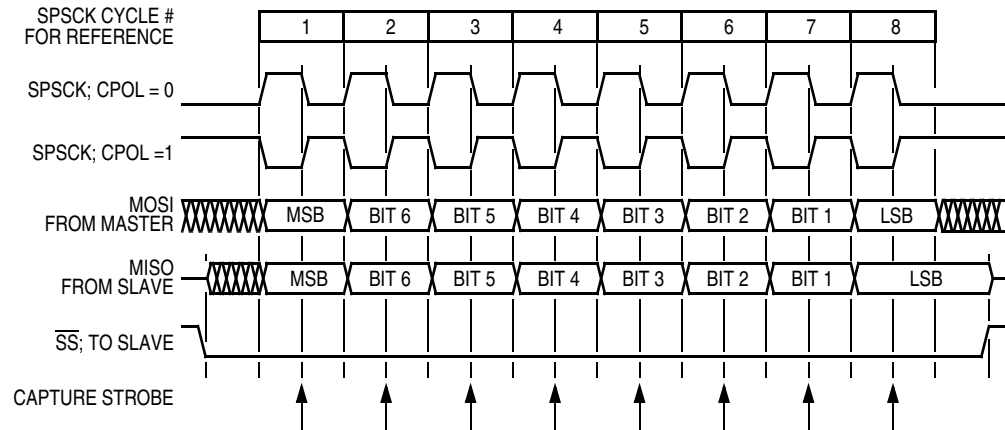 SPSCK CYCLE #
FOR REFERENCE
1 2 3 4 5 6 7 8
SPSCK; CPOL = 0
SPSCK; CPOL =1
MOSI
FROM MASTER
MSB BIT 6 BIT 5 BIT 4 BIT 3 BIT 2 BIT 1 LSB
MISO
FROM SLAVE
MSB BIT 6 BIT 5 BIT 4 BIT 3 BIT 2 BIT 1 LSB
SS; TO SLAVE
CAPTURE STROBE